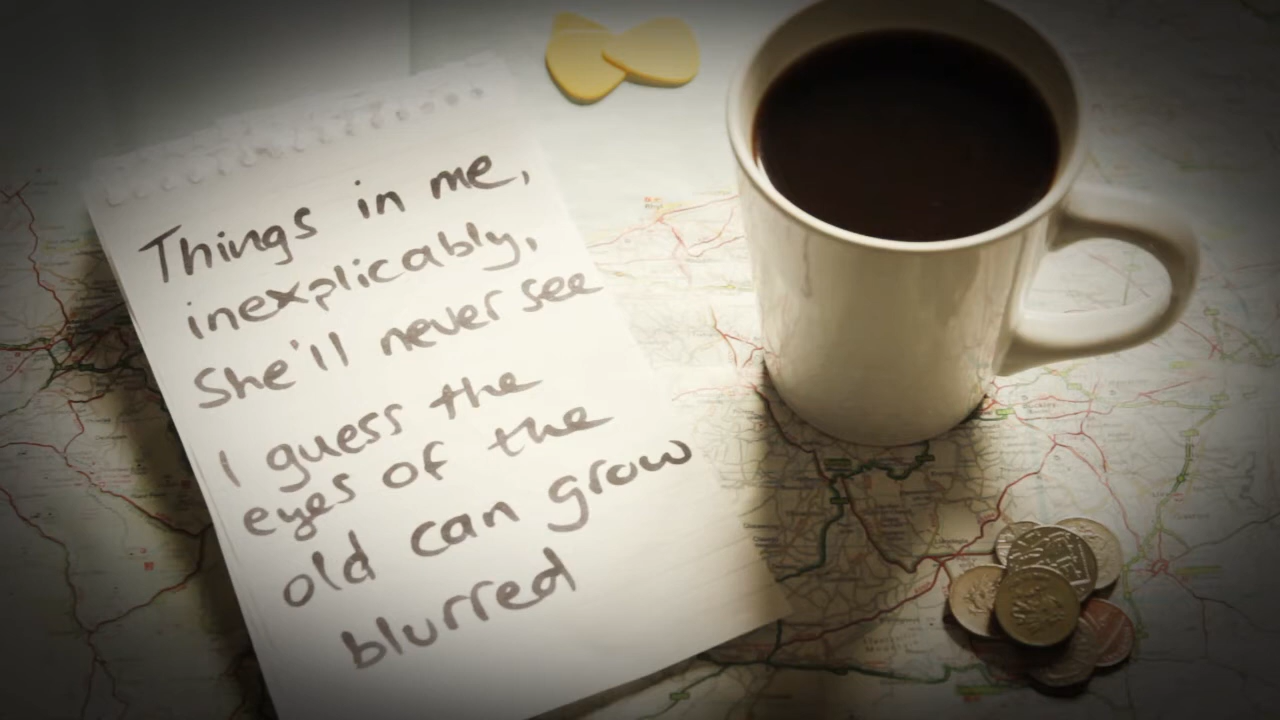 Things in me,
inexplicably,
She'll never see
I guess the
eyes of the
old can grow
blurred